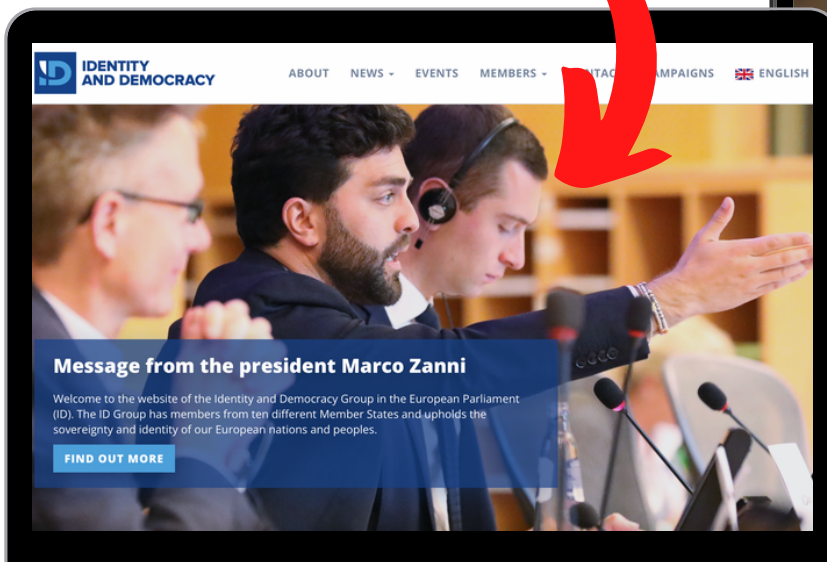 IDENTITY
AND DEMOCRACY
ABOUT NEWS EVENTS MEMBERS ENGLISH
Message from the president Marco Zanni
Welcome to the website of the Identity and Democracy Group in the European Parliament
(ID). The ID Group has members from ten different Member States and upholds the
sovereignty and identity of our European nations and peoples.
FIND OUT MORE